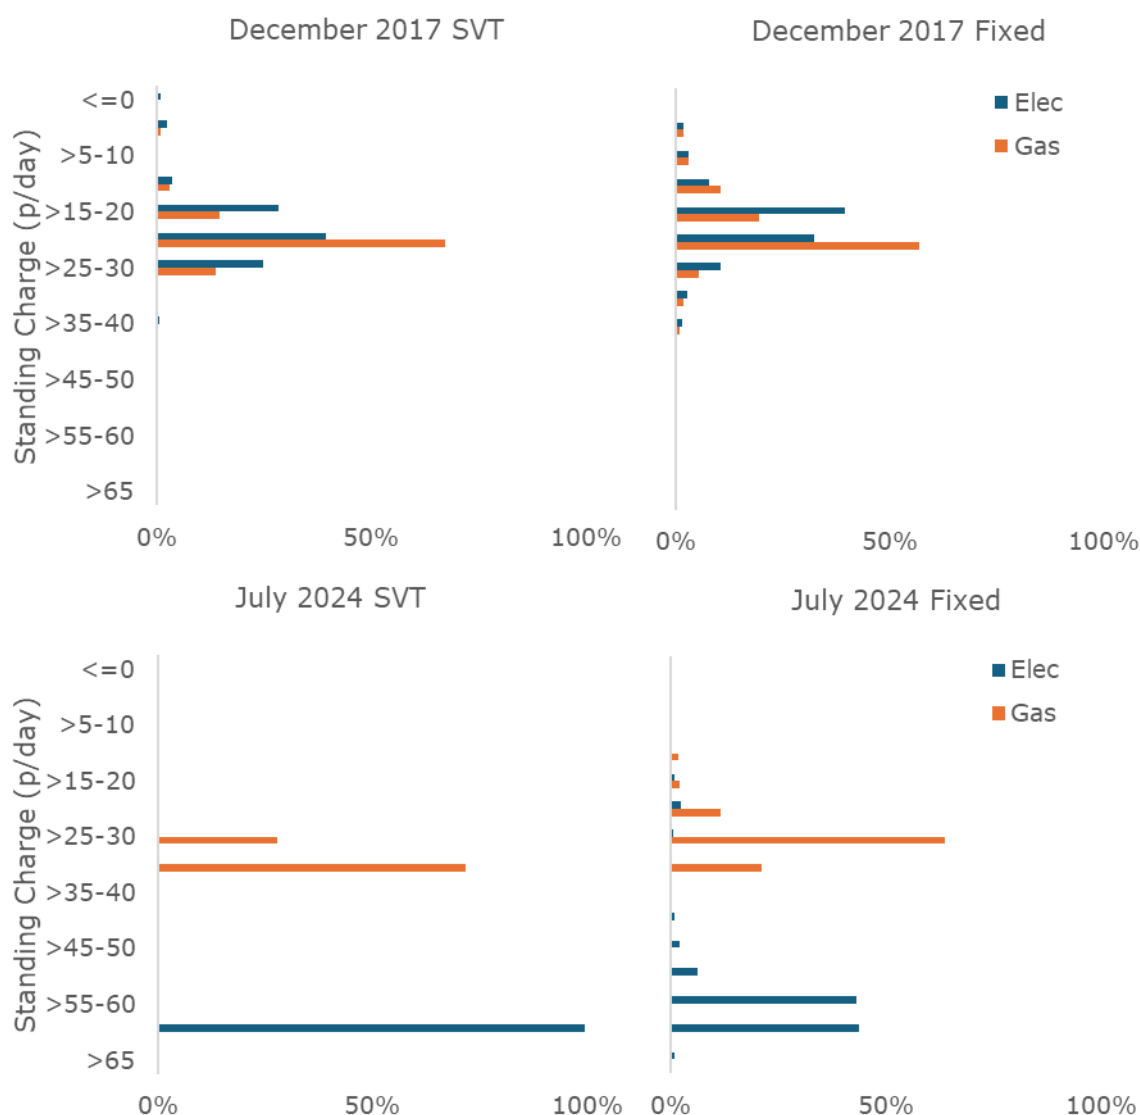 December 2017 SVT
December 2017 Fixed
Standing Charge (p/day)
<=0
>5-10
>15-20
>25-30
>35-40
>45-50
>55-60
>65
0% 50% 100%
Elec
Gas
0% 50% 100%
July 2024 SVT
July 2024 Fixed
Standing Charge (p/day)
<=0
>5-10
>15-20
>25-30
>35-40
>45-50
>55-60
>65
0% 50% 100%
Elec
Gas
0% 50% 100%